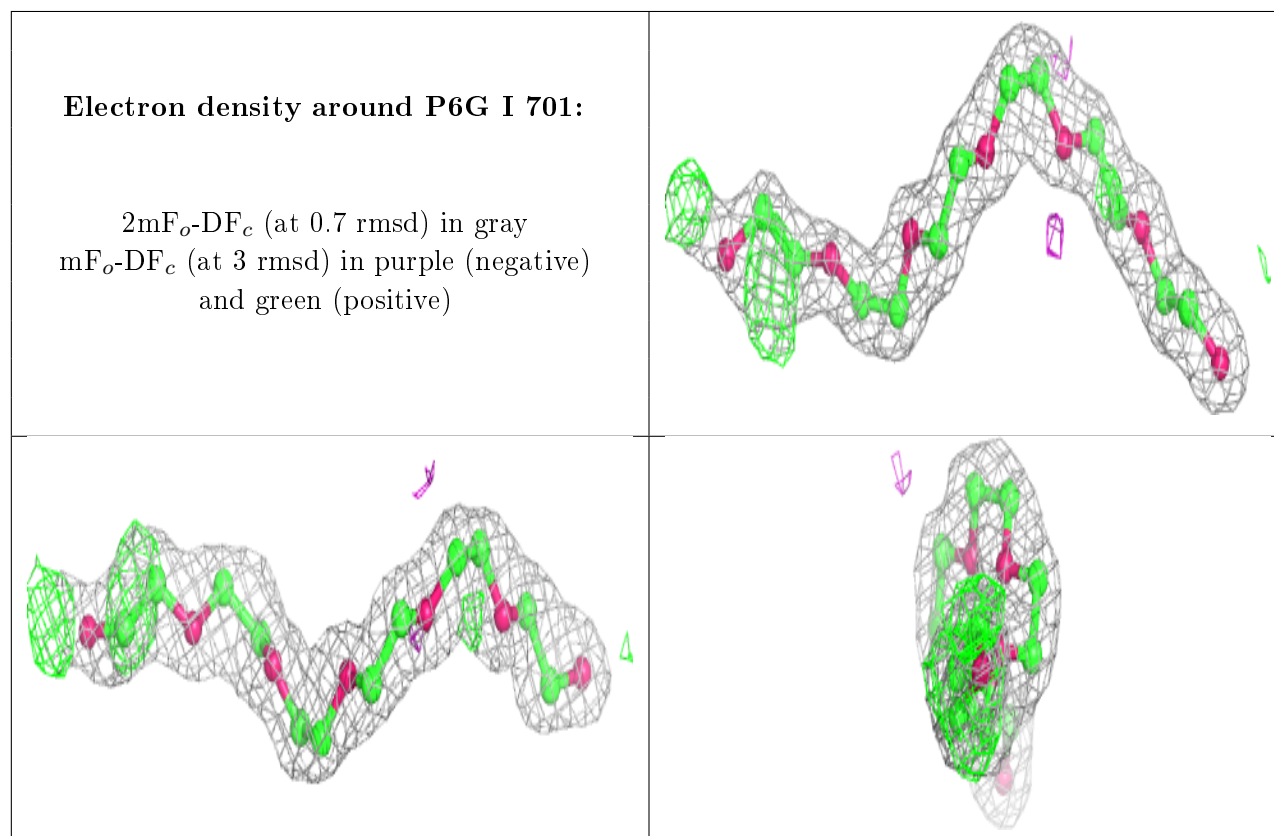 Electron density around P6G I 701:
2mFo-DFc (at 0.7 rmsd) in gray
mFo-DFc (at 3 rmsd) in purple (negative)
and green (positive)